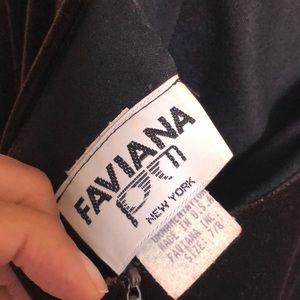 FAVIANA
NEW YORK
MADE IN U.S.A.
FAVIANA INC.
SIZE: 7/8